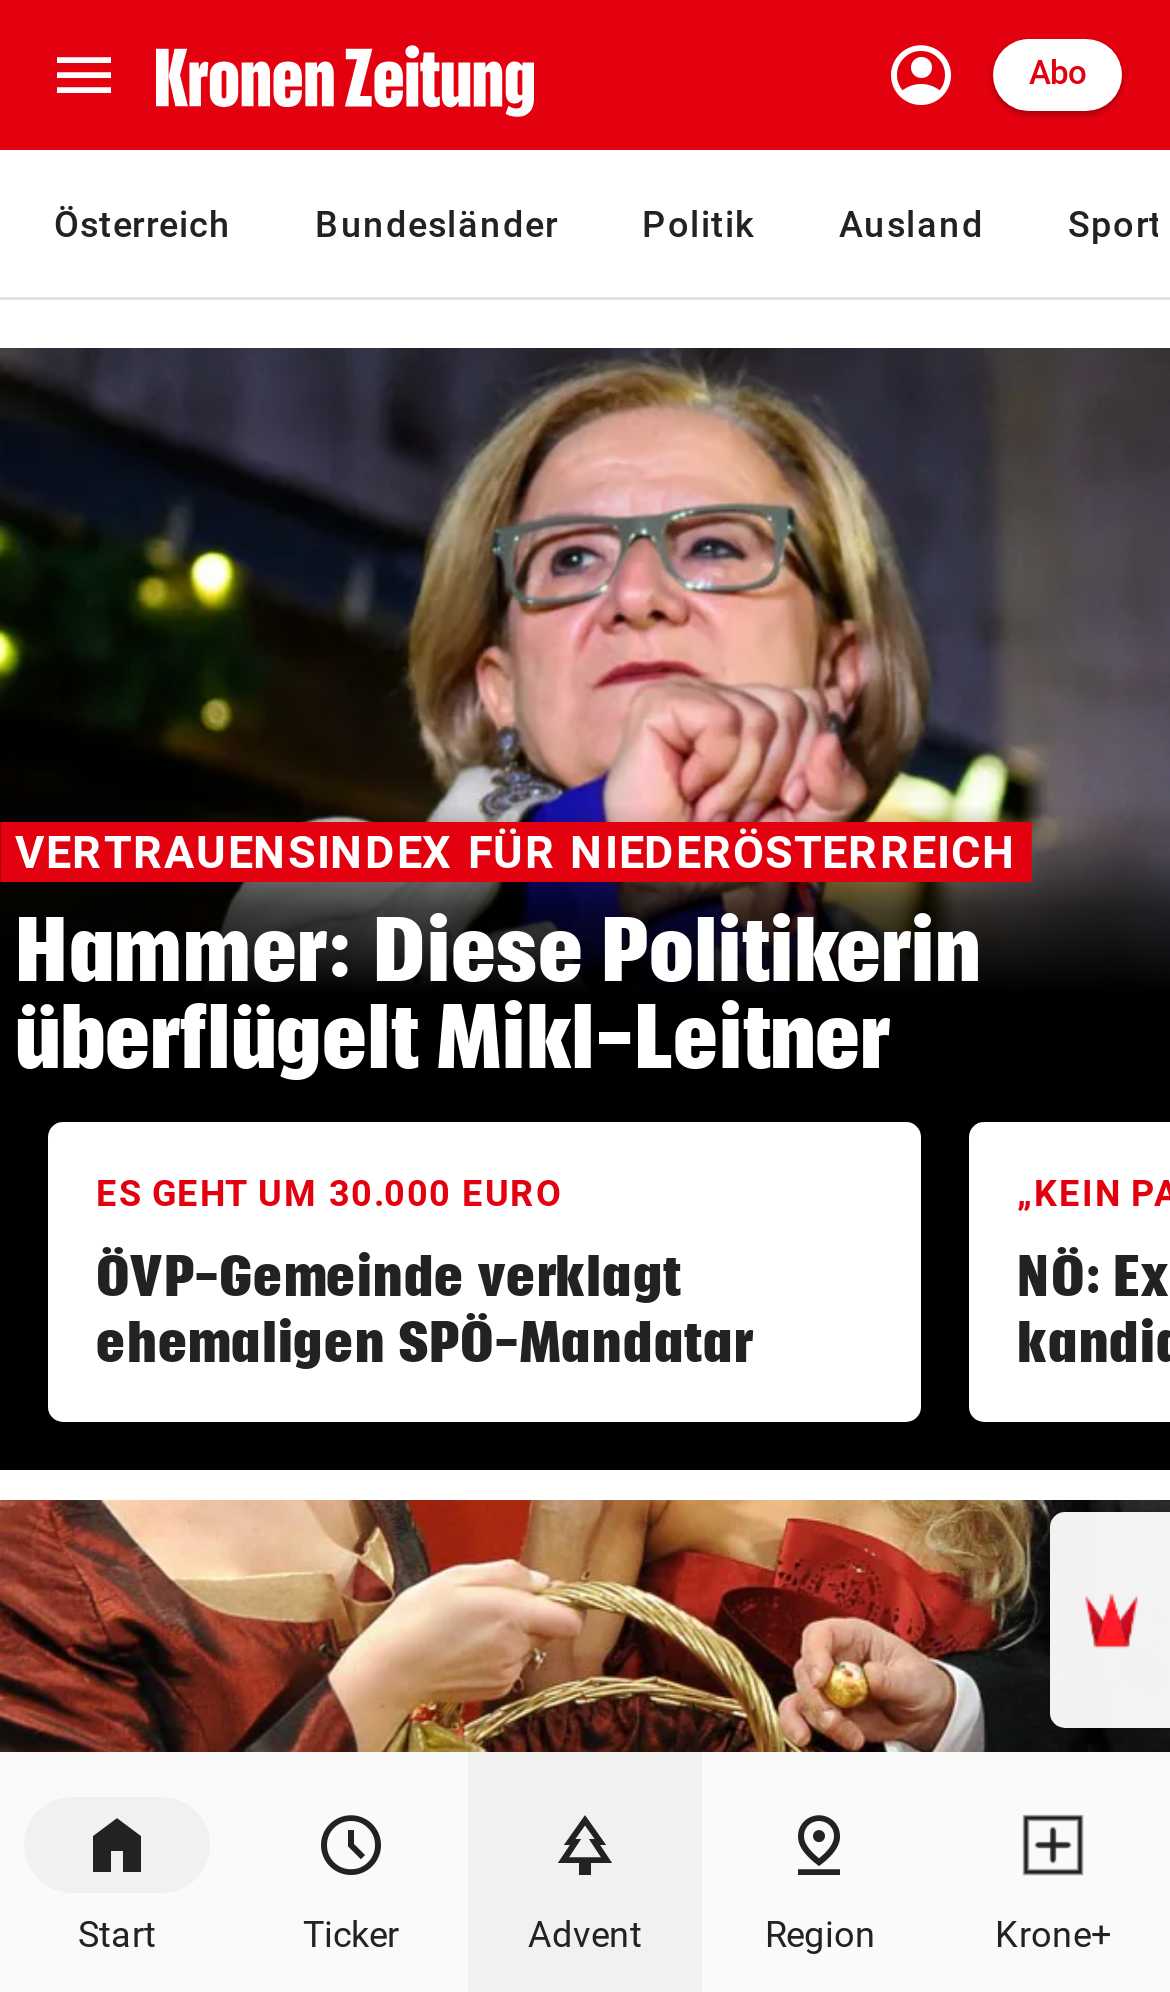 Kronen Zeitung
Abo
Österreich Bundesländer Politik Ausland Sport
VERTRAUENSINDEX FÜR NIEDERÖSTERREICH
Hammer: Diese Politikerin
überflügelt Mikl-Leitner
ES GEHT UM 30.000 EURO
ÖVP-Gemeinde verklagt
ehemaligen SPÖ-Mandatar
„KEIN
NÖ:
Start Ticker Advent Region Krone+